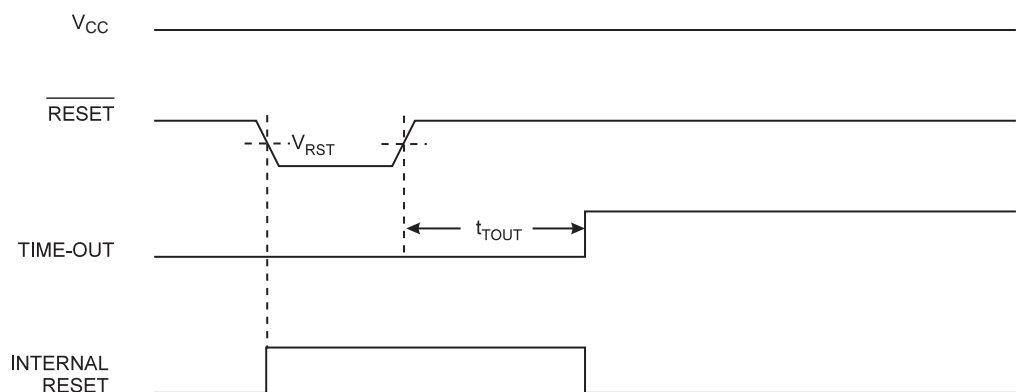 VCC
RESET
VRST
tTOUT
TIME-OUT
INTERNAL
RESET